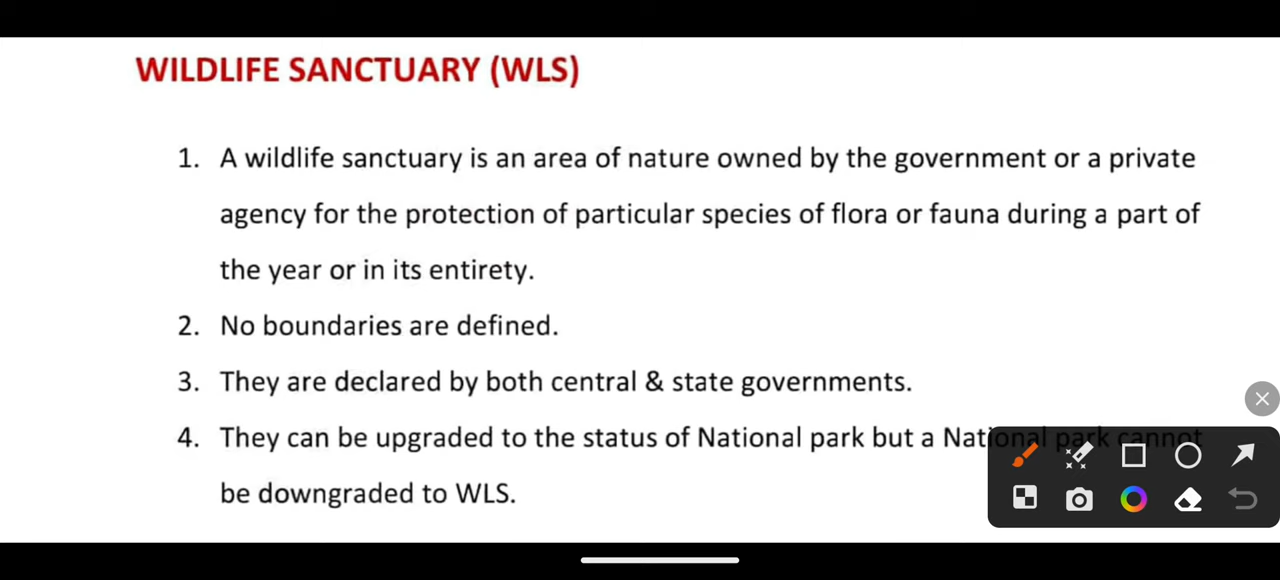 WILDLIFE SANCTUARY (WLS)
1. A wildlife sanctuary is an area of nature owned by the government or a private
agency for the protection of particular species of flora or fauna during a part of
the year or in its entirety.
2. No boundaries are defined.
3. They are declared by both central & state governments.
4. They can be upgraded to the status of National park but a National park cannot
be downgraded to WLS.